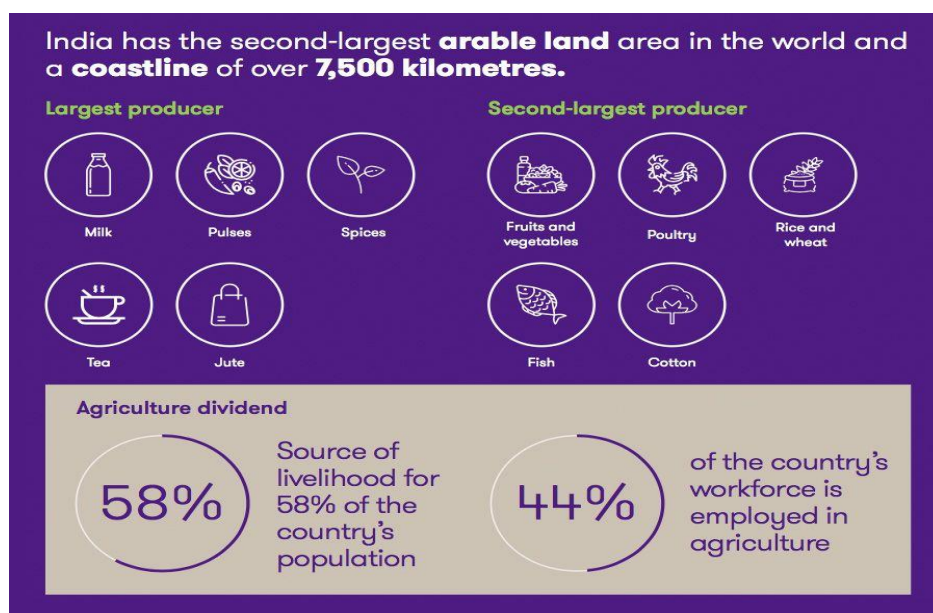 India has the second-largest arable land area in the world and
a coastline of over 7,500 kilometres.
Largest producer
Milk
Pulses
Spices
Tea
Jute
Second-largest producer
Fruits and
vegetables
Poultry
Rice and
wheat
Fish
Cotton
Agriculture dividend
58%
Source of
livelihood for
58% of the
country's
population
44%
of the country's
workforce is
employed in
agriculture